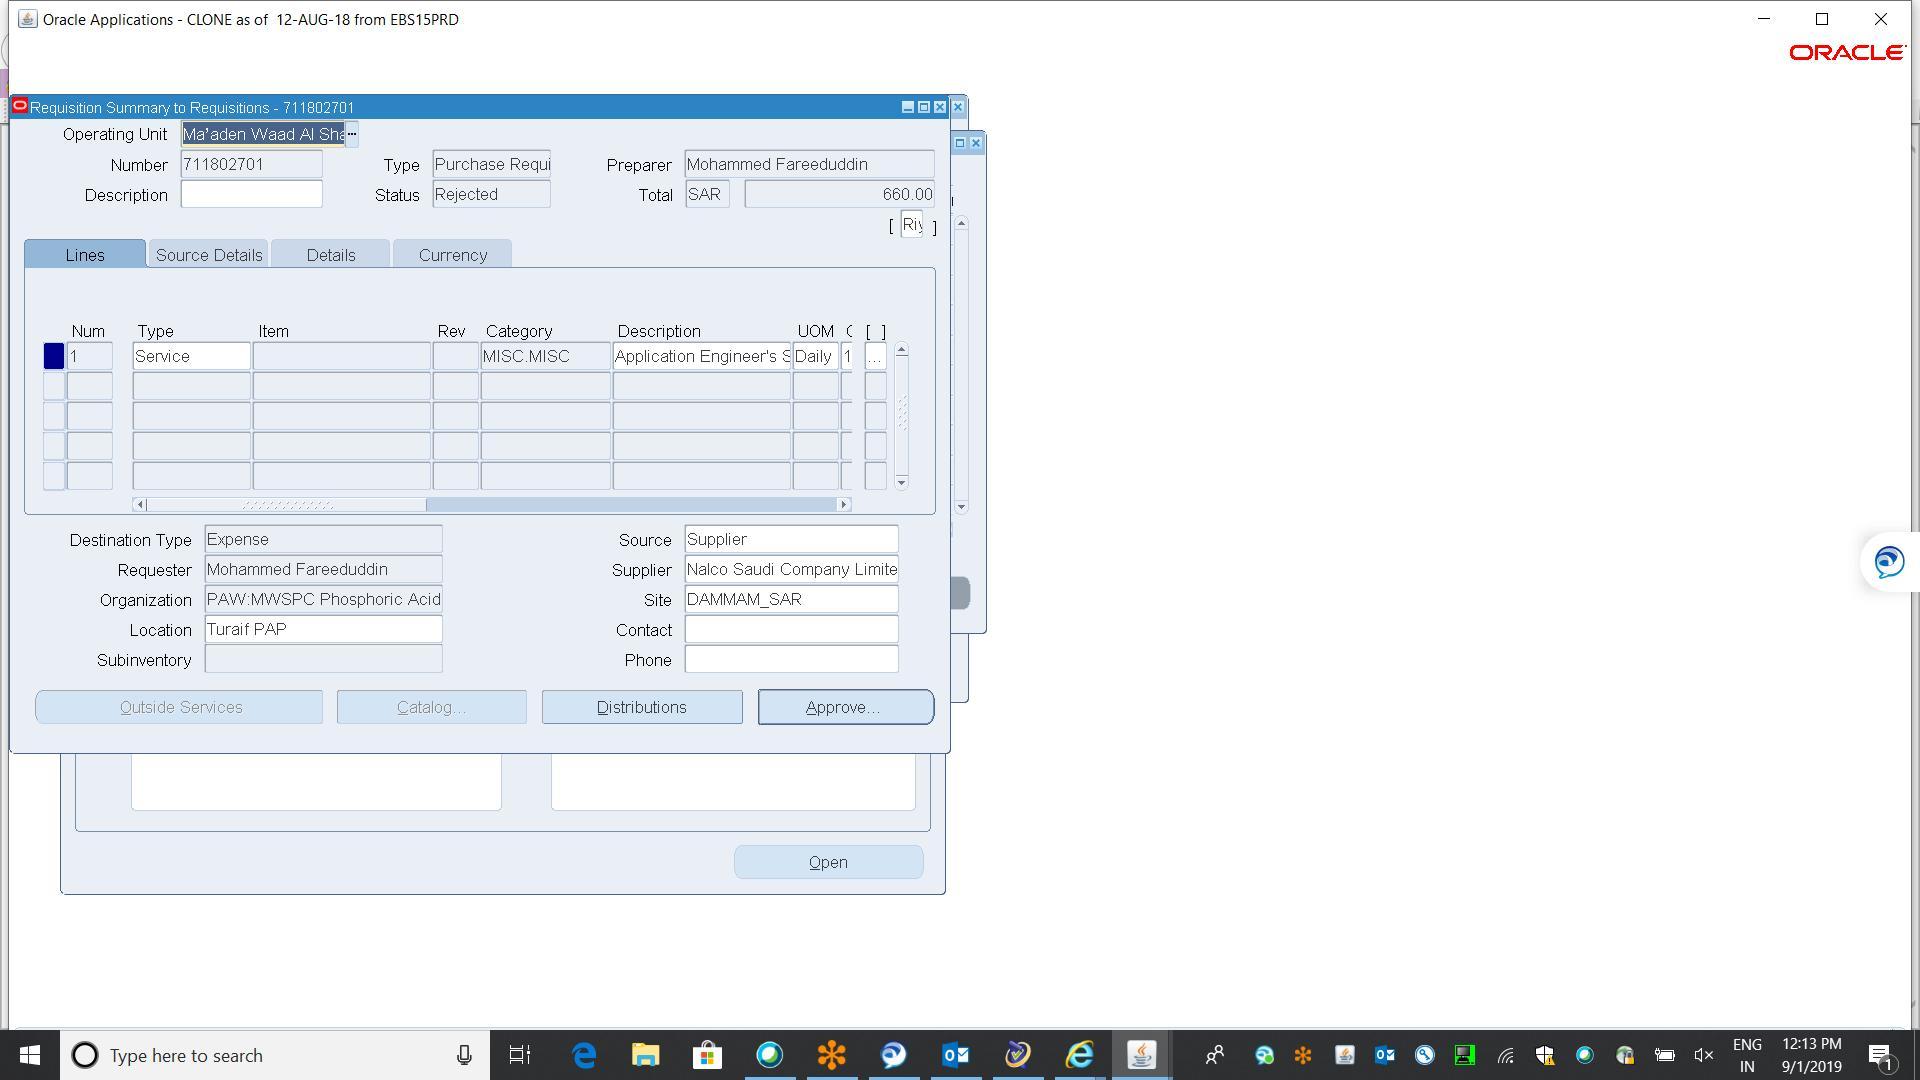 Oracle Applications - CLONE as of 12-AUG-18 from EBS15PRD
ORACLE
Requisition Summary to Requisitions - 711802701
Operating Unit Ma'aden Waad Al Sha
Number 711802701 Type Purchase Requi Preparer Mohammed Fareeduddin
Description Status Rejected Total SAR 660.00
[ Riy ]
Lines Source Details Details Currency
Num Type Item Rev Category Description UOM [ ]
1 Service MISC.MISC Application Engineer's S Daily 1 ...
Destination Type Expense Source Supplier
Requester Mohammed Fareeduddin Supplier Nalco Saudi Company Limite
Organization PAW:MWSPC Phosphoric Acid Site DAMMAM_SAR
Location Turaif PAP Contact
Subinventory Phone
Outside Services Catalog... Distributions Approve...
Open
Type here to search
ENG 12:13 PM
IN 9/1/2019 1